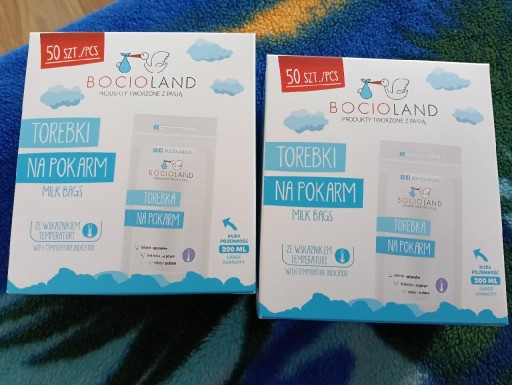 50 SZT./PCS
BOCIOLAND
PRODUKTY TWORZONE Z PASJĄ
TOREBKI
NA POKARM
MILK BAGS
ZE WSKAŹNIKIEM
TEMPERATURY
WITH TEMPERATURE INDICATOR
BOCIOLAND
TOREBKA
NA POKARM
DUŻA
POJEMNOŚĆ
200 ML
LARGE
CAPACITY
50 SZT./PCS
BOCIOLAND
PRODUKTY TWORZONE Z PASJĄ
TOREBKI
NA POKARM
MILK BAGS
ZE WSKAŹNIKIEM
TEMPERATURY
WITH TEMPERATURE INDICATOR
BOCIOLAND
TOREBKA
NA POKARM
DUŻA
POJEMNOŚĆ
200 ML
LARGE
CAPACITY